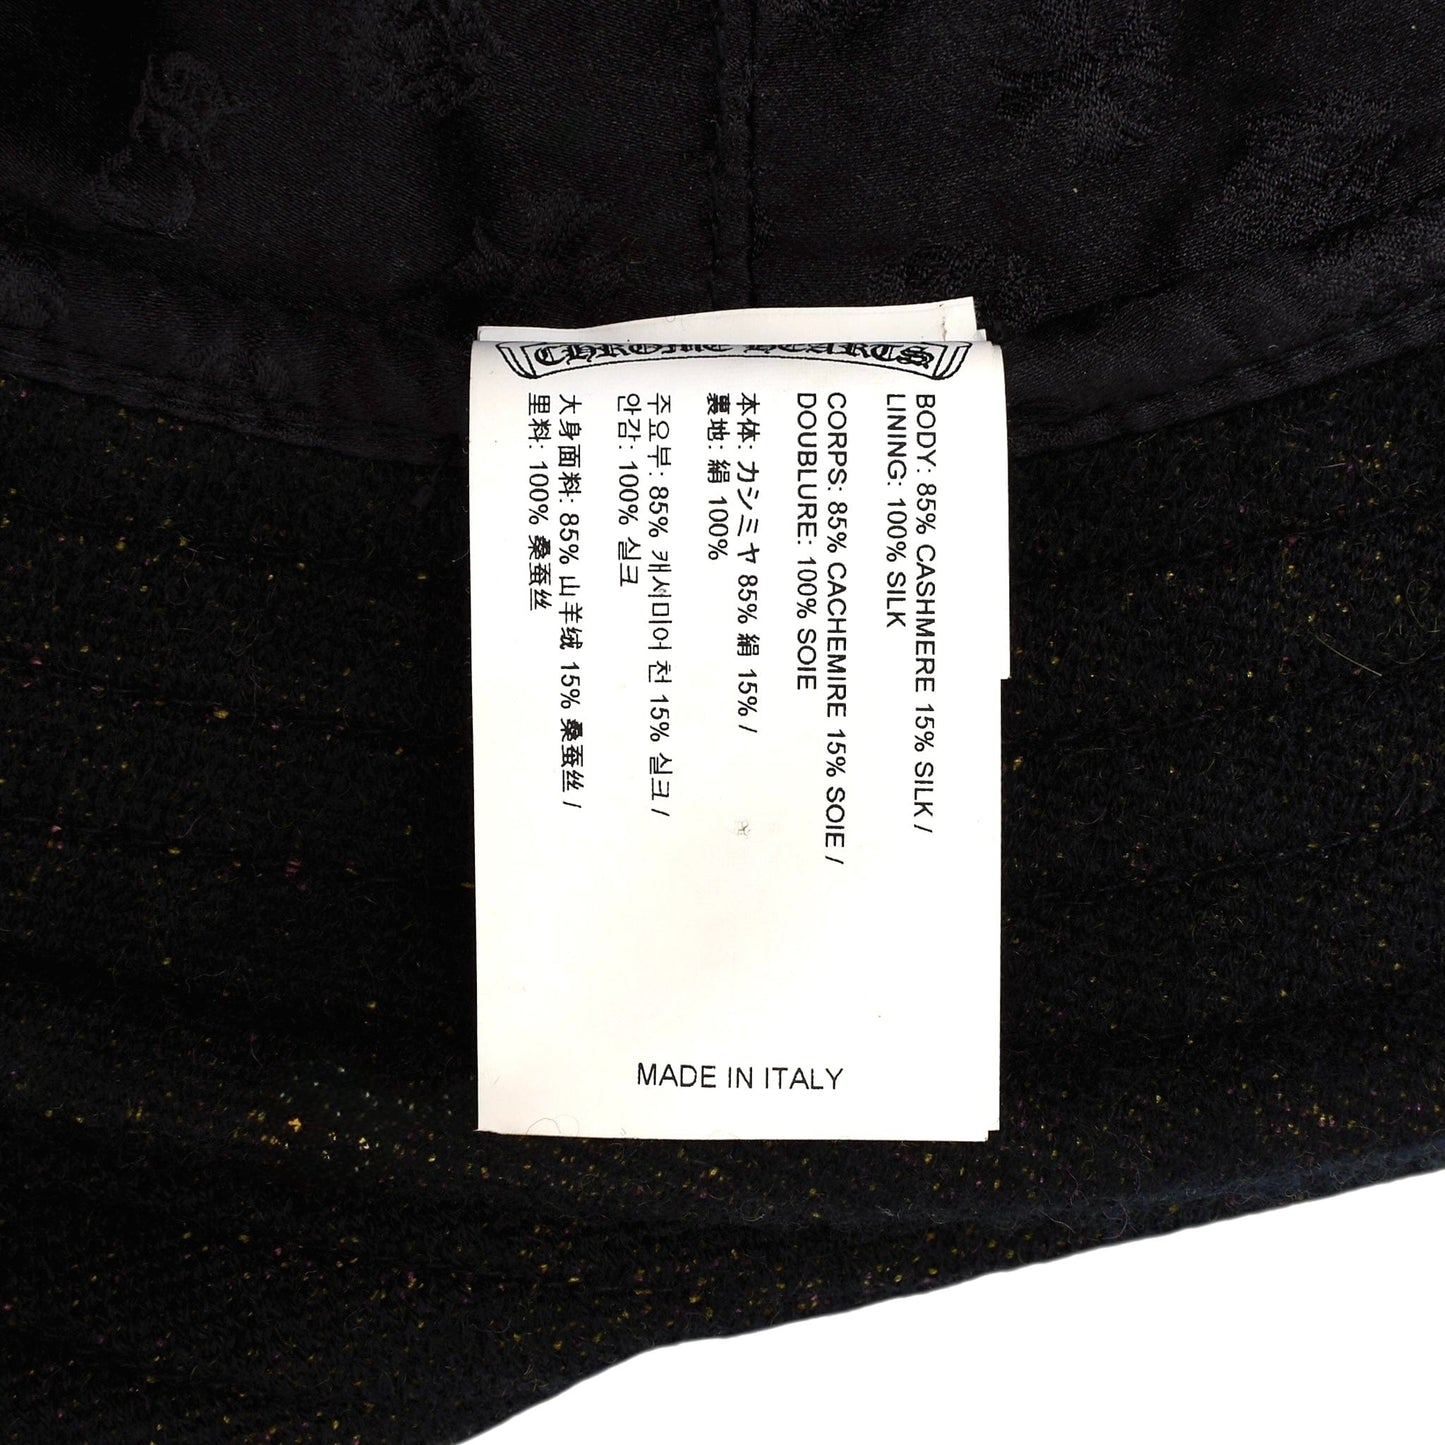 CHROME HEARTS
BODY: 85% CASHMERE 15% SILK /
LINING: 100% SILK
CORPS: 85% CACHEMIRE 15% SOIE /
DOUBLURE: 100% SOIE
本体: カシミヤ 85% 絹 15% /
裏地: 絹 100%
주요부: 85% 캐시미어 천 15% 실크 /
안감: 100% 실크
大身面料: 85% 山羊绒 15% 桑蚕丝 /
里料: 100% 桑蚕丝
MADE IN ITALY